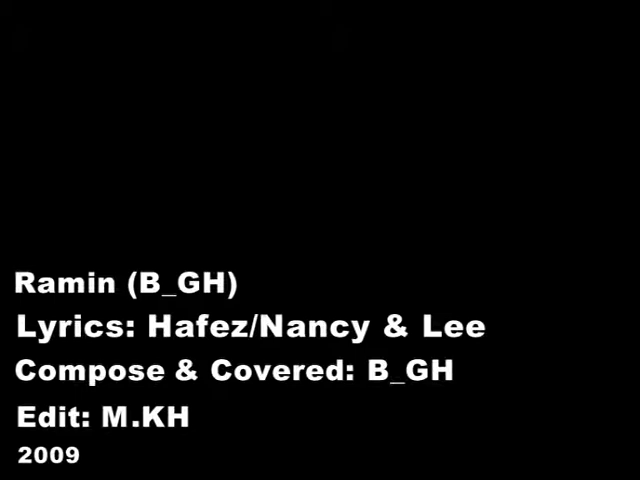 Ramin (B_GH)
Lyrics: Hafez/Nancy & Lee
Compose & Covered: B_GH
Edit: M.KH
2009